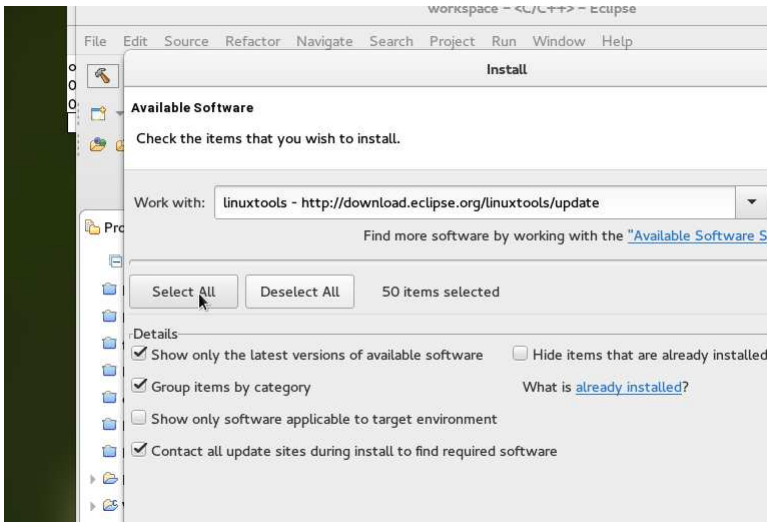 workspace - <C/C++> - Eclipse
File Edit Source Refactor Navigate Search Project Run Window Help
Install
Available Software
Check the items that you wish to install.
Work with: linuxtools - http://download.eclipse.org/linuxtools/update
Find more software by working with the "Available Software S
Pro
Select All Deselect All 50 items selected
Details
Show only the latest versions of available software Hide items that are already installed
Group items by category What is already installed?
Show only software applicable to target environment
Contact all update sites during install to find required software